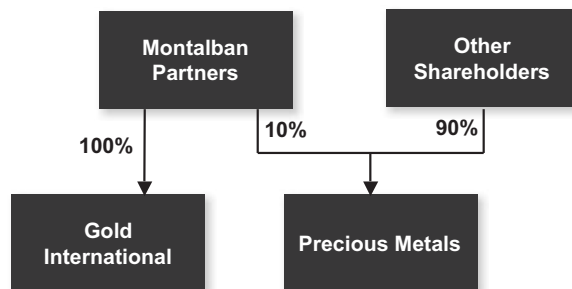 Montalban
Partners
Other
Shareholders
100%
10%
90%
Gold
International
Precious Metals